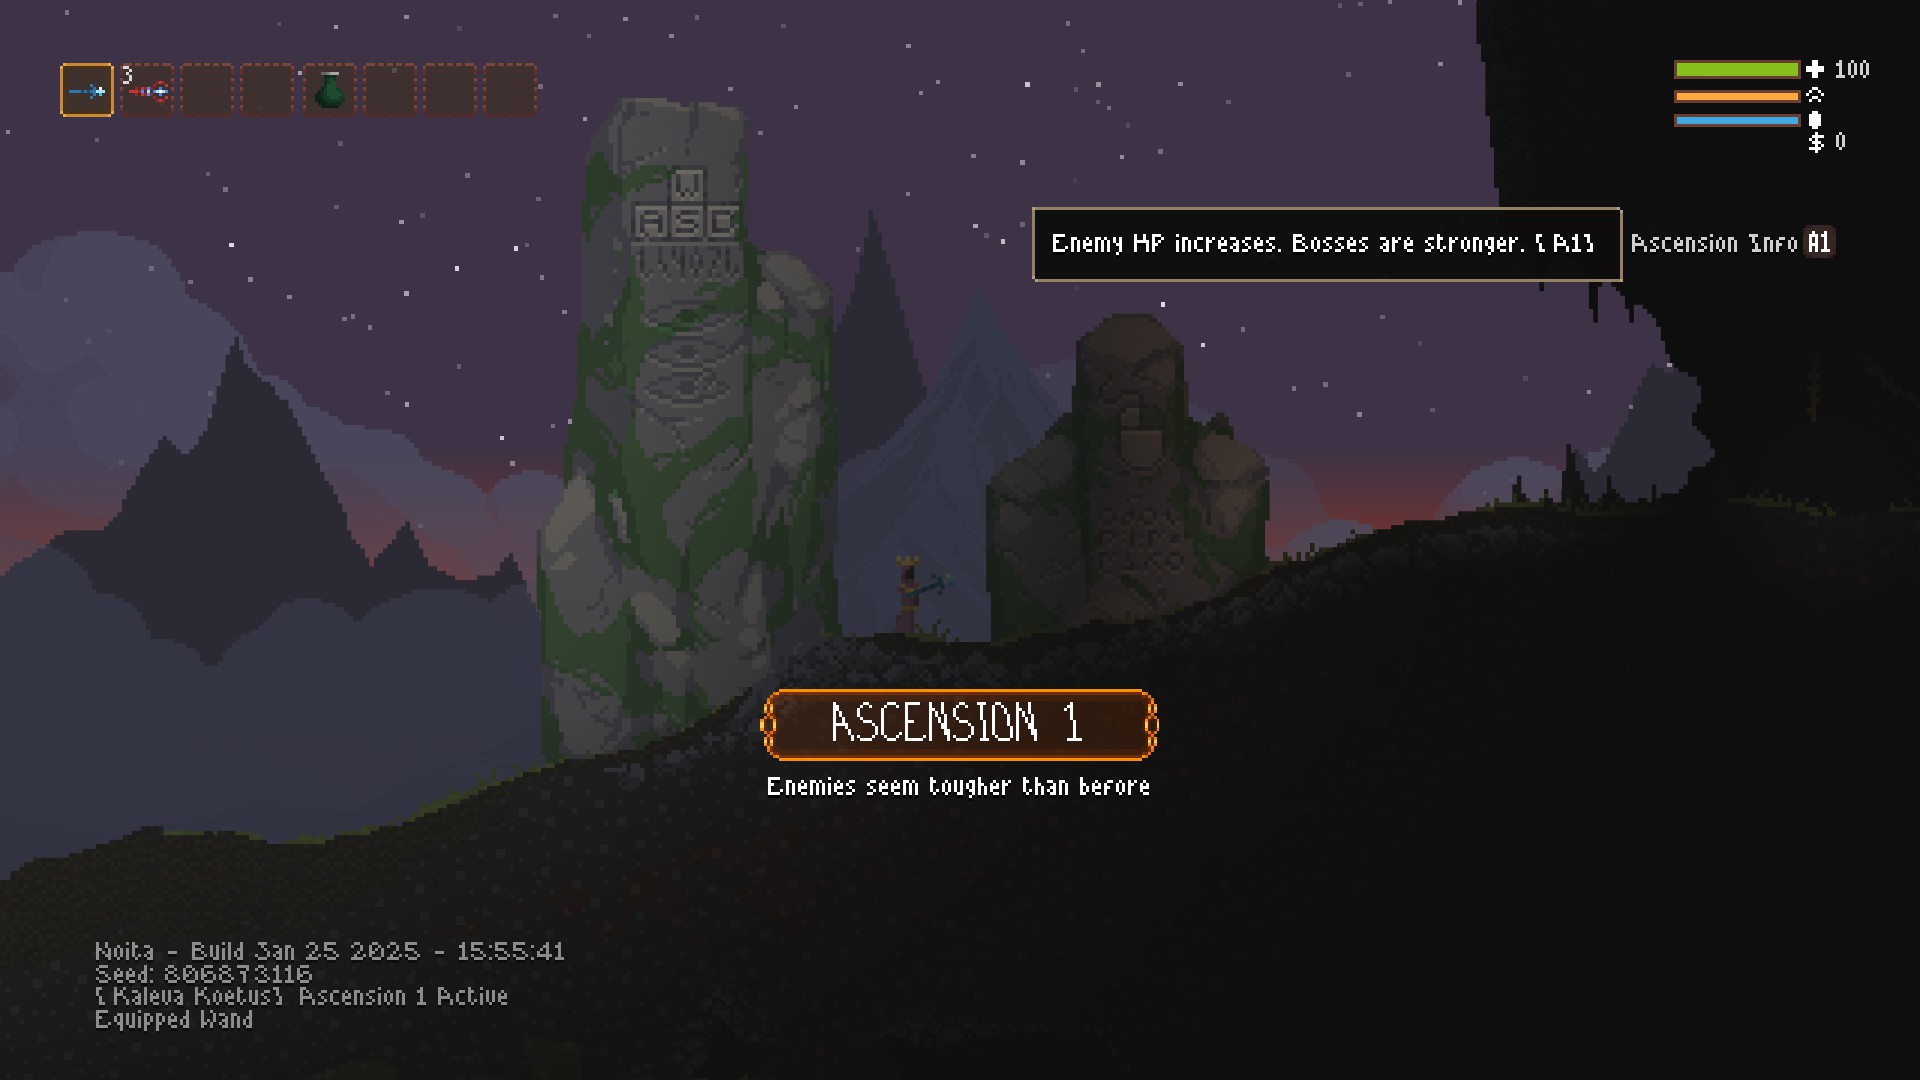 3
100
0
W
A S D
Enemy HP increases. Bosses are stronger. [A1]
Ascension Info A1
ASCENSION 1
Enemies seem tougher than before
Noita - Build Jan 25 2025 - 15:55:41
Seed: 806873116
[Kaleva Koetus] Ascension 1 Active
Equipped Wand